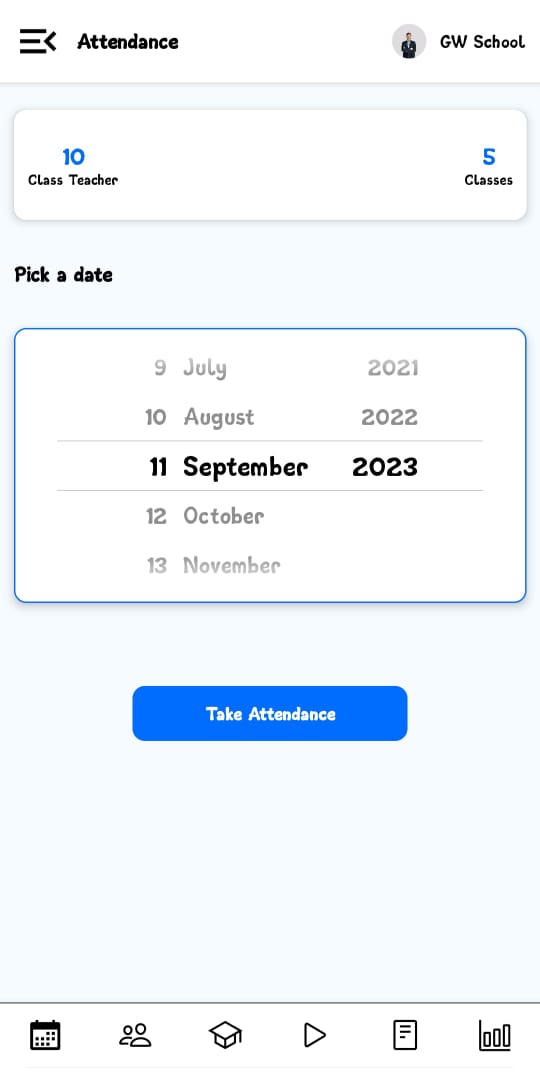 Attendance GW School
10 5
Class Teacher Classes
Pick a date
9 July 2021
10 August 2022
11 September 2023
12 October
13 November
Take Attendance